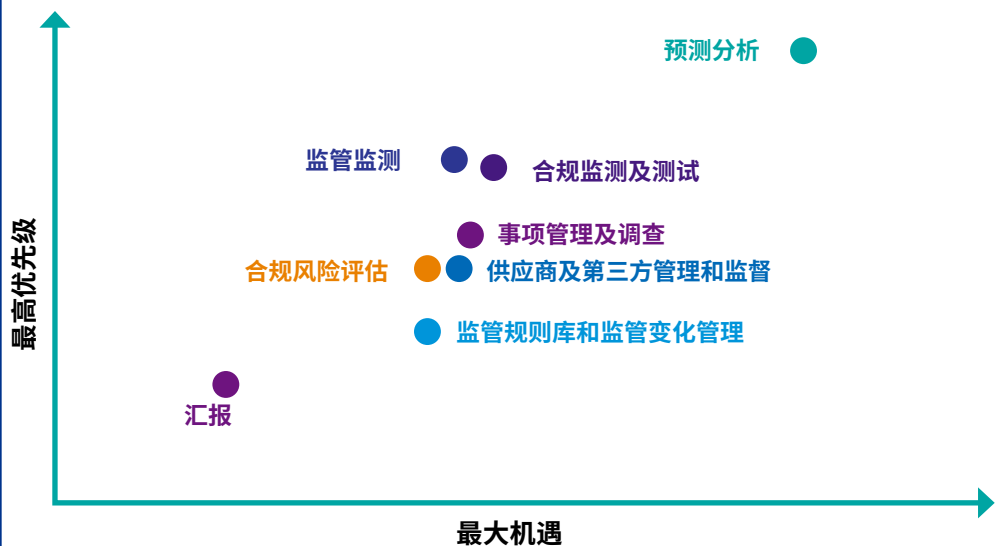 预测分析
监管监测
合规监测及测试
事项管理及调查
合规风险评估
供应商及第三方管理和监督
监管规则库和监管变化管理
汇报
最高优先级
最大机遇